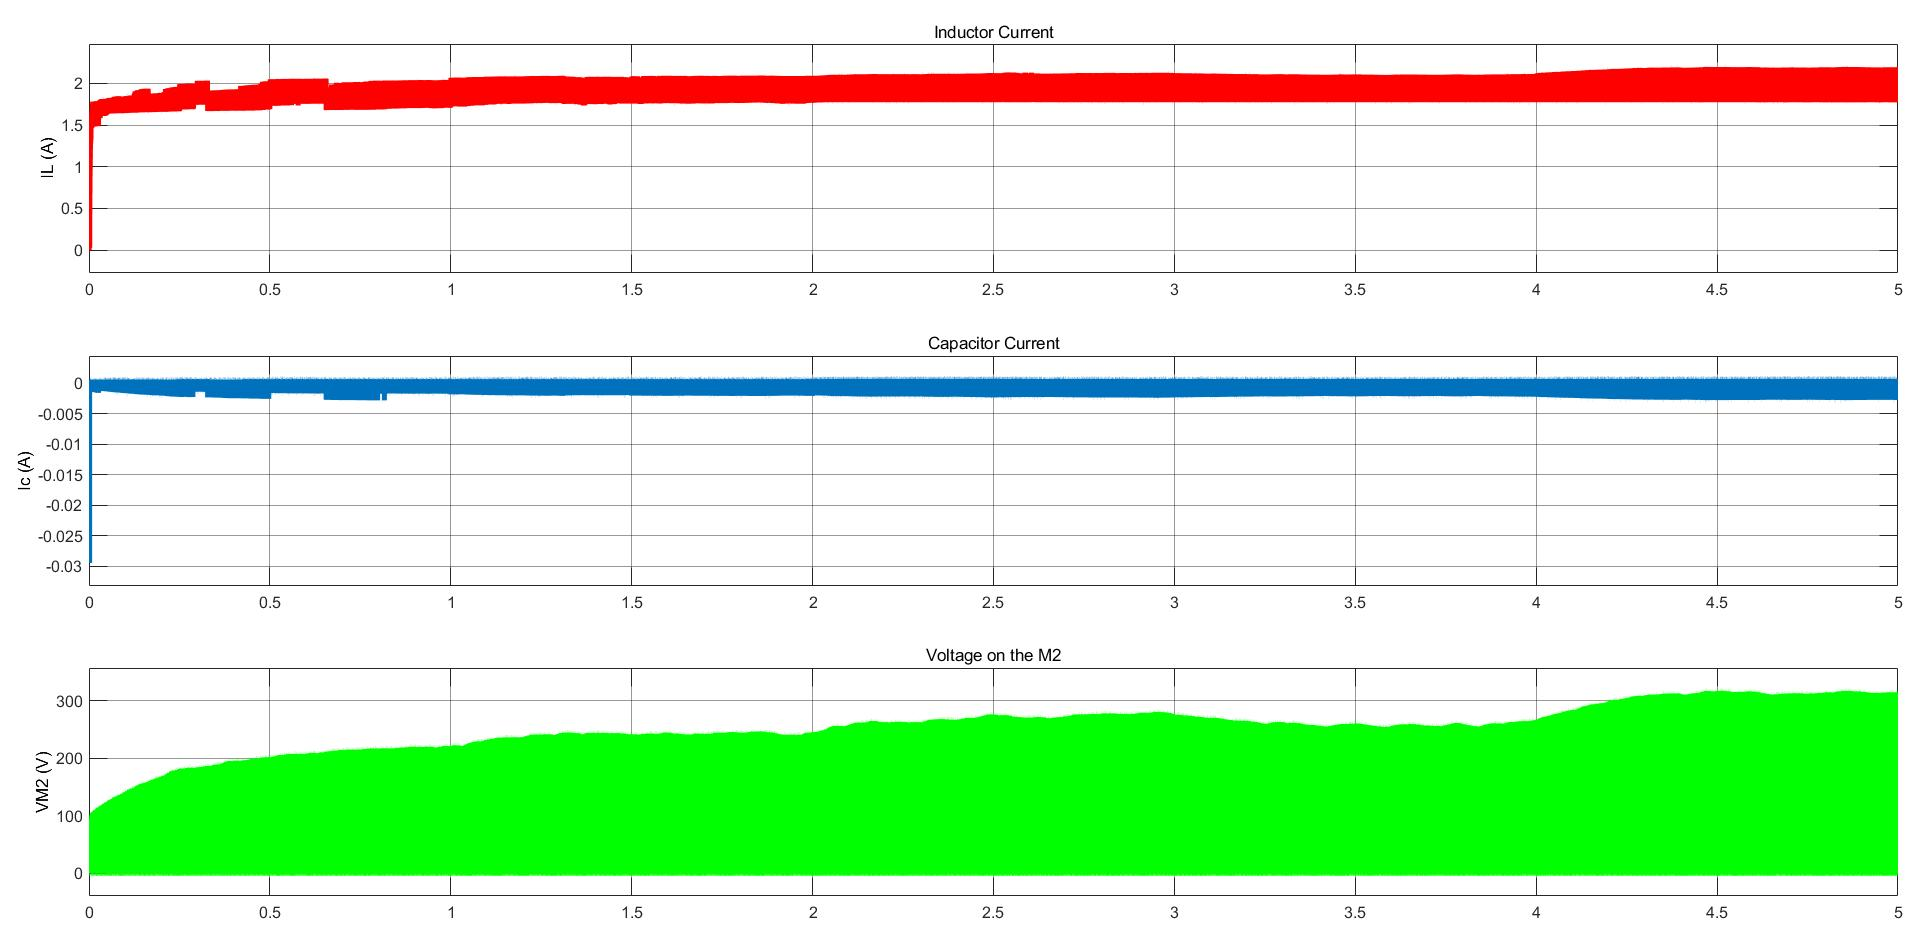 Inductor Current
IL (A)
2
1.5
1
0.5
0
0 0.5 1 1.5 2 2.5 3 3.5 4 4.5 5
Capacitor Current
Ic (A)
0
-0.005
-0.01
-0.015
-0.02
-0.025
-0.03
0 0.5 1 1.5 2 2.5 3 3.5 4 4.5 5
Voltage on the M2
VM2 (V)
300
200
100
0
0 0.5 1 1.5 2 2.5 3 3.5 4 4.5 5